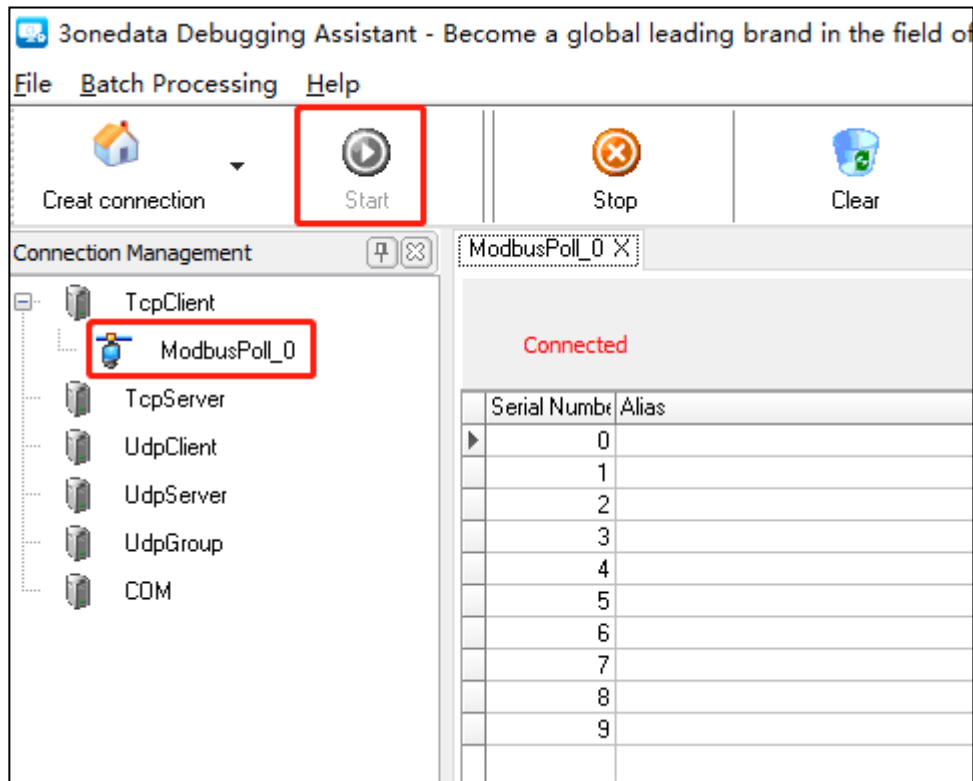 3onedata Debugging Assistant - Become a global leading brand in the field of
File Batch Processing Help
Creat connection Start Stop Clear
Connection Management
ModbusPoll_0
TcpClient
ModbusPoll_0
TcpServer
UdpClient
UdpServer
UdpGroup
COM
Connected
Serial Numbe Alias
0
1
2
3
4
5
6
7
8
9